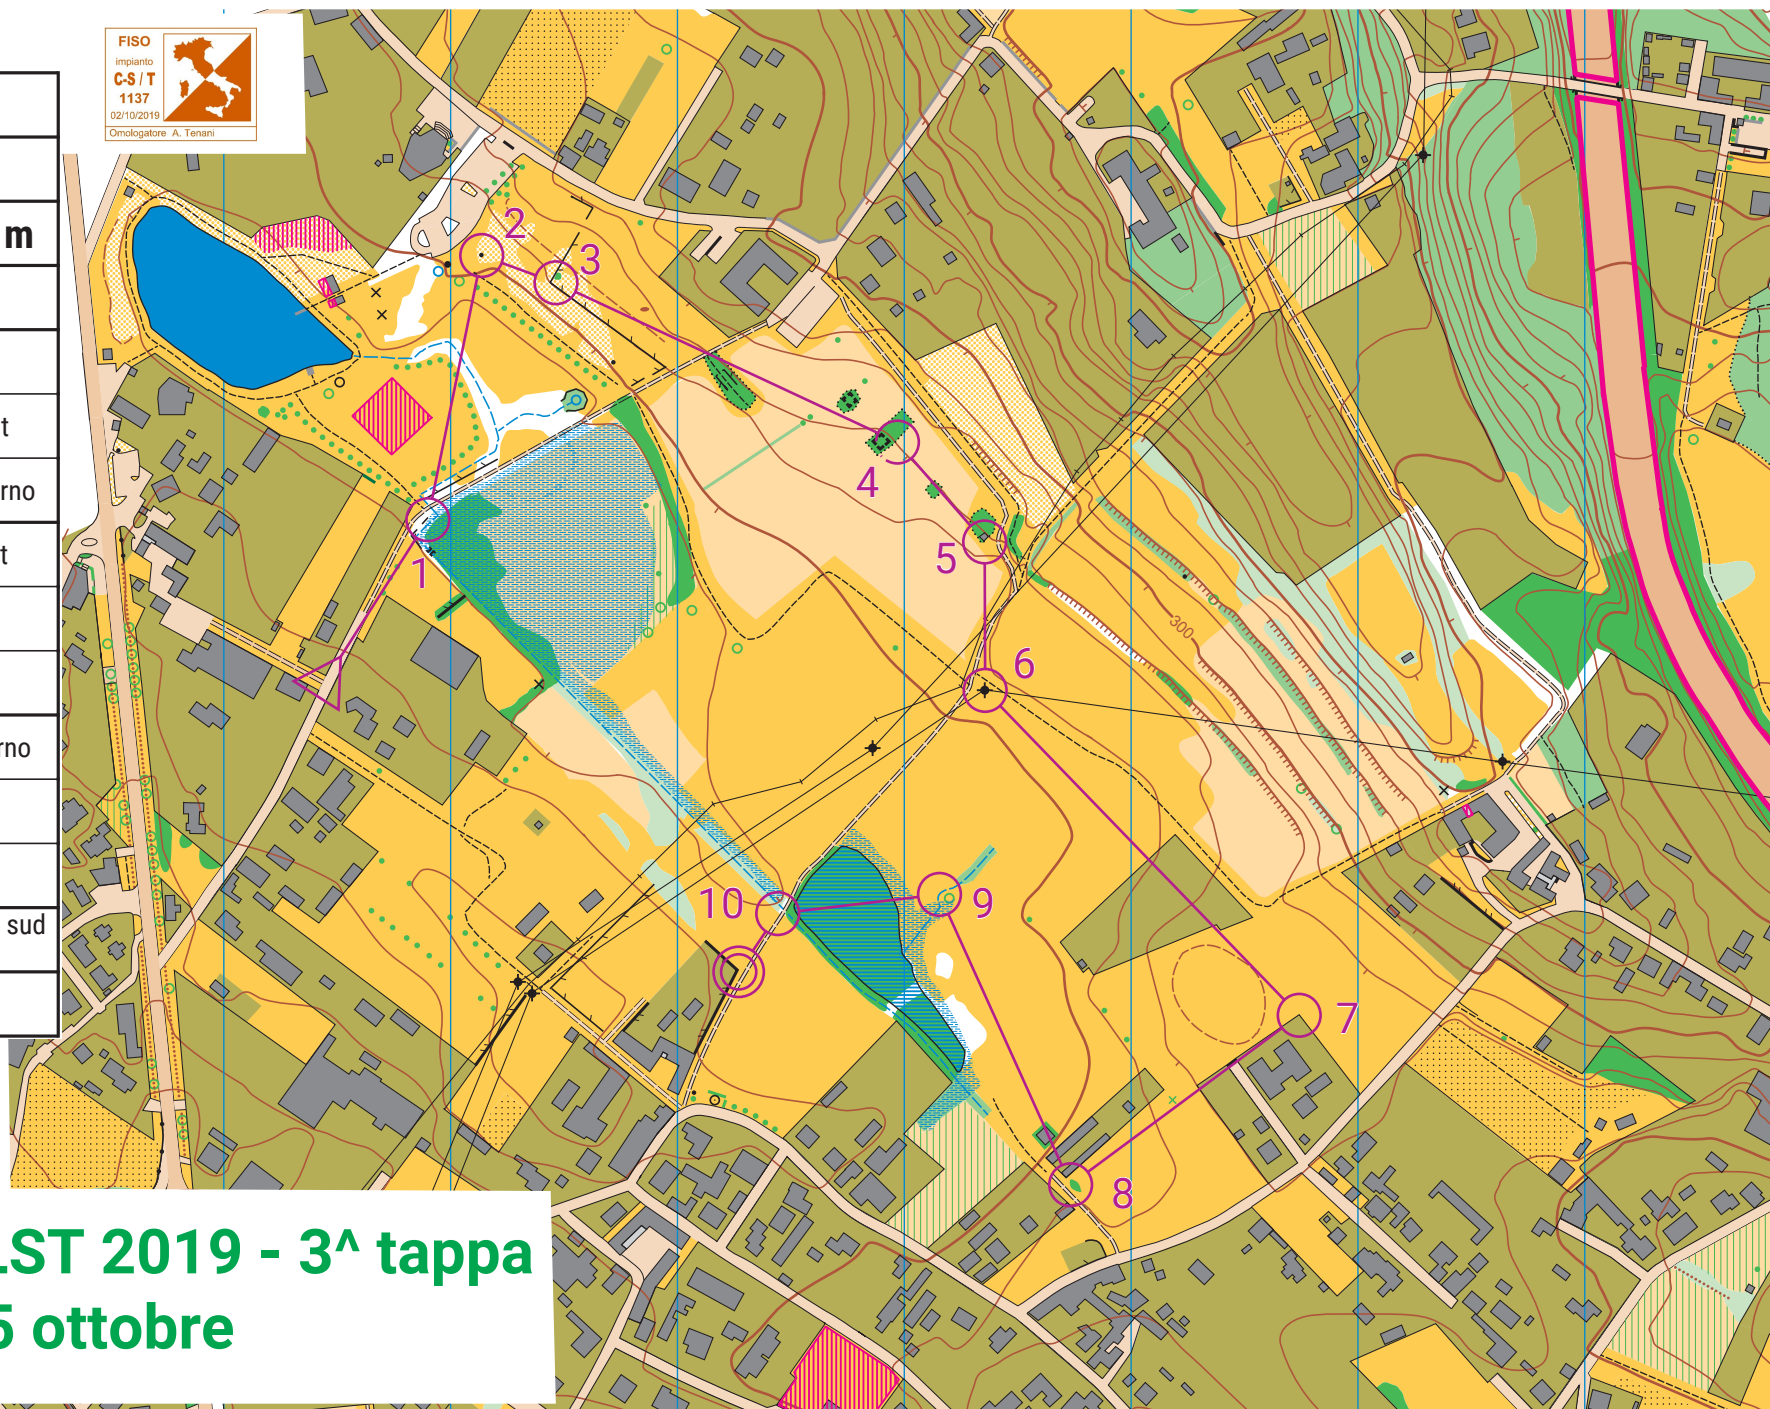 FISO
impianto
C-S / T
1137
02/10/2019
Omologatore A. Tenani
m
t
rno
t
rno
sud
2
3
4
5
1
6
300
10
9
7
8
LST 2019 - 3^ tappa
5 ottobre